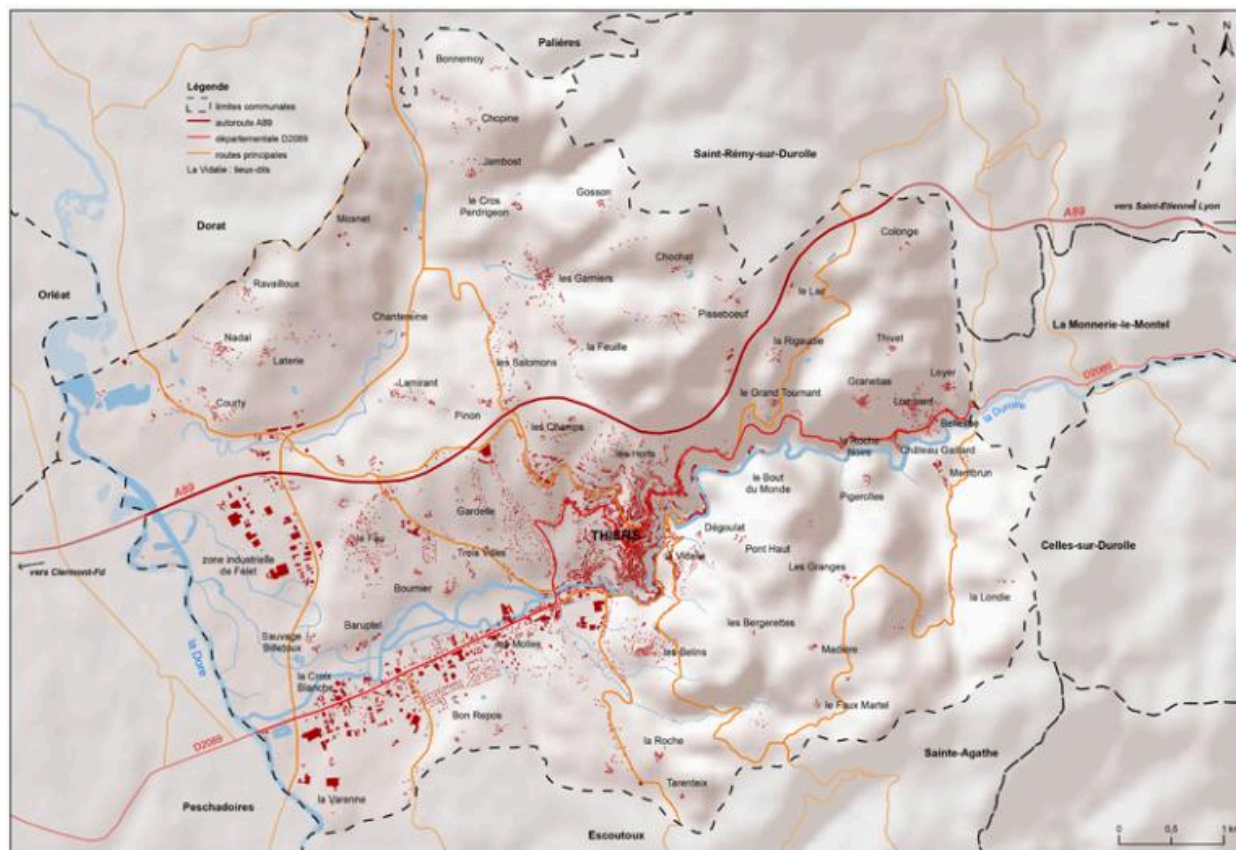 N
Palières
Bonnemoy
Légende
limites communales
autoroute A89
départementale D2089
routes principales
La Vidalie : lieux-dits
Chopine
Saint-Rémy-sur-Durolle
Jambost
Gosson
le Cros
Perdrigeon
A89
vers Saint-Etienne Lyon
Mosnet
Dorat
Colonge
Chochat
les Garniers
Ravailloux
le Lac
Orléat
Pisseboeuf
Chanterine
La Monnerie-le-Montel
Nadal
Laterie
la Feuille
la Rigaudie
Thivet
les Salomons
Lamirant
Granetias
Loyer
D2089
Courty
Pinon
le Grand Tournant
la Durolle
les Champs
Bellevue
les Horts
la Roche
Noire
Château Gaillard
Membrun
le Bout
du Monde
Pigerolles
A89
Gardelle
THIERS
Dégoulat
le Fau
Trois Villes
la Vidalie
Pont Haut
Celles-sur-Durolle
zone industrielle
de Félet
vers Clermont-Fd
Les Granges
Bournier
la Londie
Sauvage
Billetoux
Baruptel
les Bergerettes
la Dore
les Molles
les Belins
Madière
la Croix
Blanche
le Faux Martel
Bon Repos
D2089
la Roche
Sainte-Agathe
Tarenteix
Peschadoires
la Varenne
Escoutoux
0 0,5 1 km